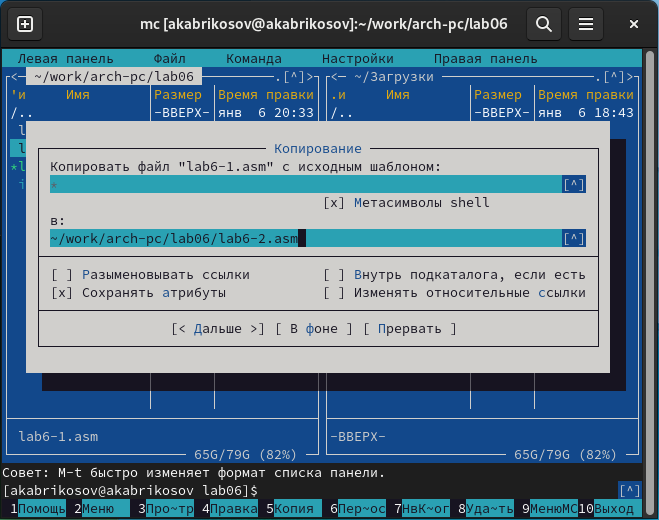 mc [akabrikosov@akabrikosov]:~/work/arch-pc/lab06
Левая панель Файл Команда Настройки Правая панель
<— ~/work/arch-pc/lab06 .[^]> <— ~/Загрузки .[^]>
'и Имя Размер Время правки .и Имя Размер Время правки
/.. -ВВЕРХ- янв 6 20:33 /.. -ВВЕРХ- янв 6 18:43
Копирование
Копировать файл "lab6-1.asm" с исходным шаблоном:
* [^]
[x] Метасимволы shell
в:
~/work/arch-pc/lab06/lab6-2.asm [^]
[ ] Разыменовывать ссылки [ ] Внутрь подкаталога, если есть
[x] Сохранять атрибуты [ ] Изменять относительные ссылки
[< Дальше >] [ В фоне ] [ Прервать ]
lab6-1.asm -ВВЕРХ-
65G/79G (82%) 65G/79G (82%)
Совет: M-t быстро изменяет формат списка панели.
[akabrikosov@akabrikosov lab06]$ [^]
1Помощь 2Меню 3Про~тр 4Правка 5Копия 6Пер~ос 7НвК~ог 8Уда~ть 9МенюMC 10Выход